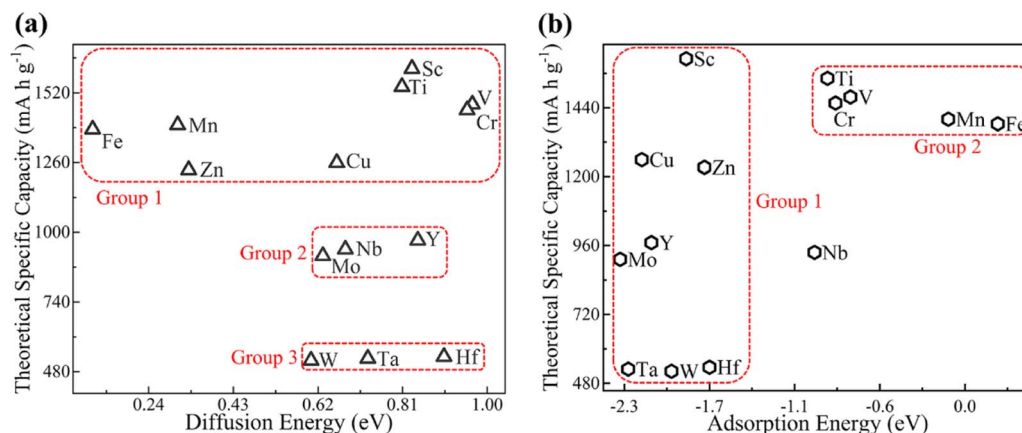 (a)
Theoretical Specific Capacity (mA h g⁻¹)
1520
1260
1000
740
480
Sc
Ti
V
Cr
Fe
Mn
Zn
Cu
Group 1
Group 2
Nb
Y
Mo
Group 3
W
Ta
Hf
0.24 0.43 0.62 0.81 1.00
Diffusion Energy (eV)
(b)
Theoretical Specific Capacity (mA h g⁻¹)
1440
1200
960
720
480
Sc
Ti
V
Cr
Mn
Fe
Group 2
Cu
Zn
Group 1
Y
Mo
Nb
Ta
W
Hf
-2.3 -1.7 -1.1 -0.6 0.0
Adsorption Energy (eV)